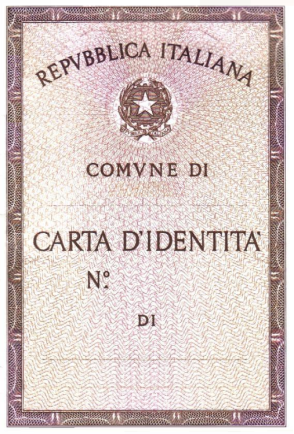 REPVBBLICA ITALIANA
COMVNE DI
CARTA D'IDENTITA'
N°.
DI